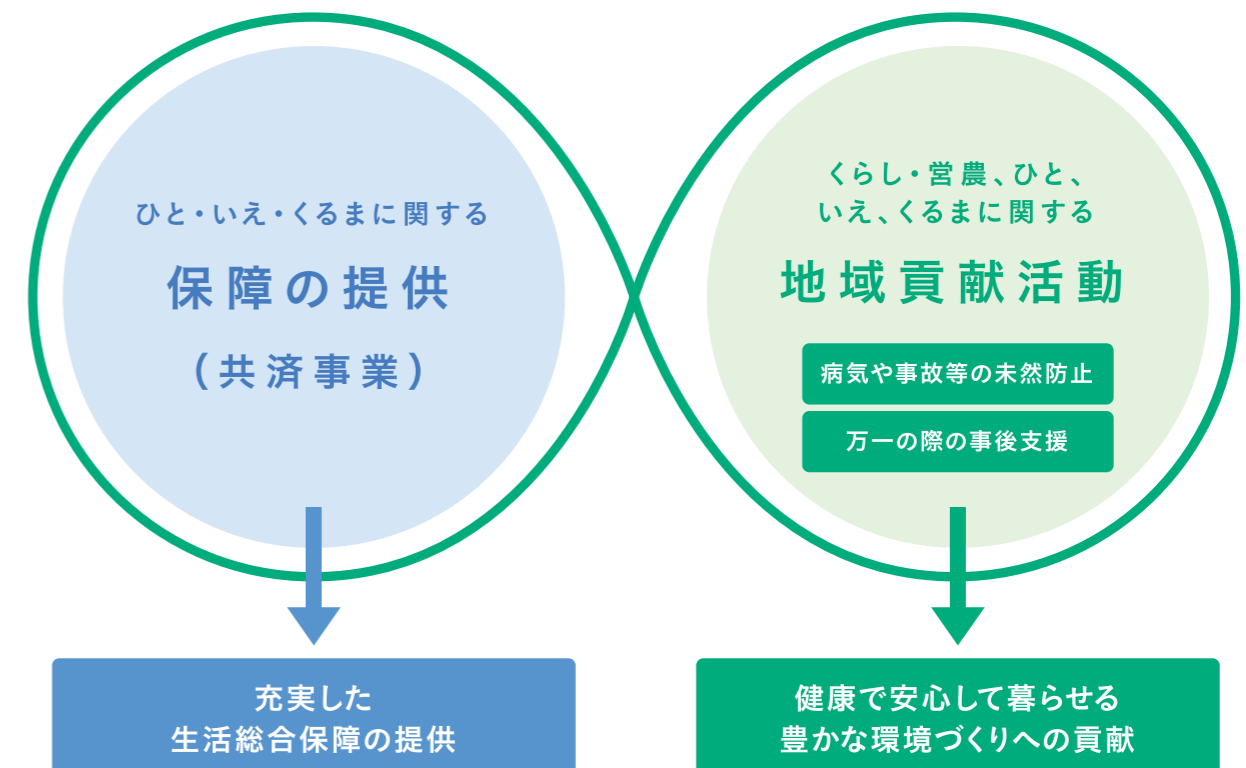 ひと・いえ・くるまに関する
保障の提供
(共済事業)
くらし・営農、ひと、
いえ、くるまに関する
地域貢献活動
病気や事故等の未然防止
万一の際の事後支援
充実した
生活総合保障の提供
健康で安心して暮らせる
豊かな環境づくりへの貢献